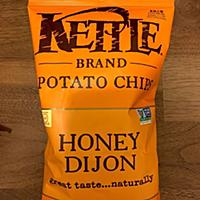 KETTLE
BRAND
POTATO CHIPS
HONEY
DIJON
great taste...naturally